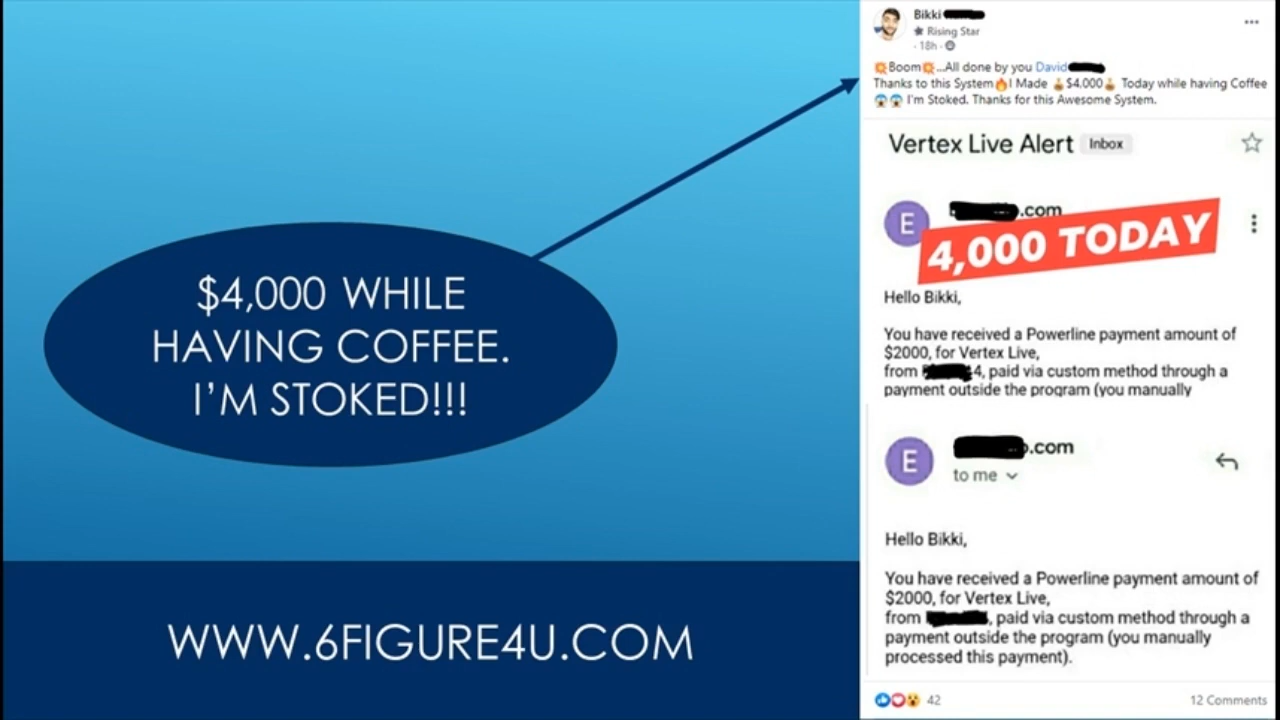 $4,000 WHILE
HAVING COFFEE.
I'M STOKED!!!
WWW.6FIGURE4U.COM
Bikki
Rising Star
· 18h ·
💥Boom💥...All done by you David
Thanks to this System🔥I Made 💰$4,000💰 Today while having Coffee
😱😱 I'm Stoked. Thanks for this Awesome System.
Vertex Live Alert Inbox
E
.com
4,000 TODAY
Hello Bikki,
You have received a Powerline payment amount of
$2000, for Vertex Live,
from 4, paid via custom method through a
payment outside the program (you manually
E
.com
to me
Hello Bikki,
You have received a Powerline payment amount of
$2000, for Vertex Live,
from , paid via custom method through a
payment outside the program (you manually
processed this payment).
42
12 Comments